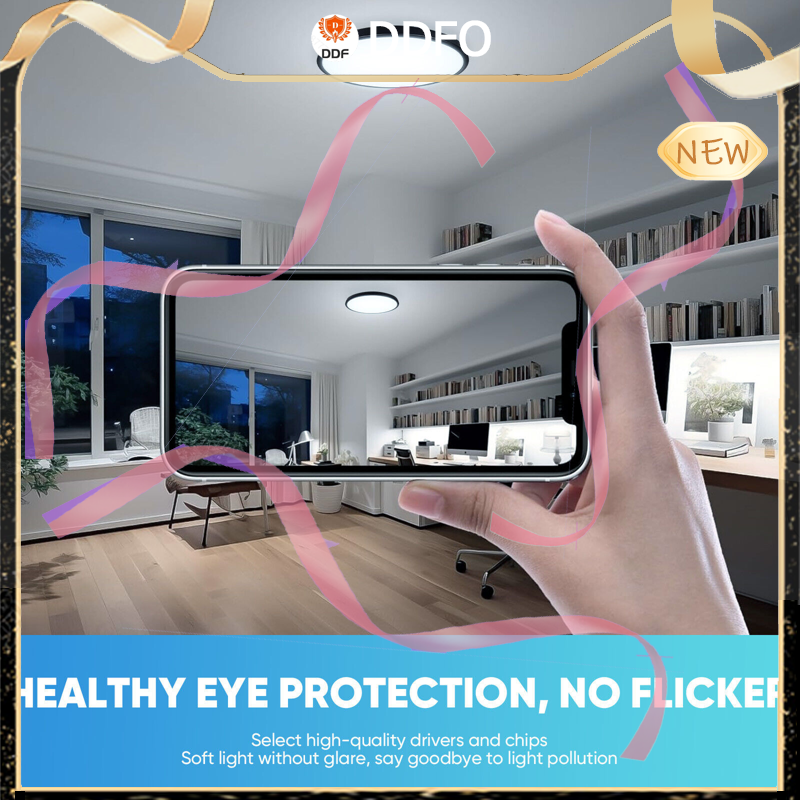 DDFO
DDF
NEW
HEALTHY EYE PROTECTION, NO FLICKER
Select high-quality drivers and chips
Soft light without glare, say goodbye to light pollution